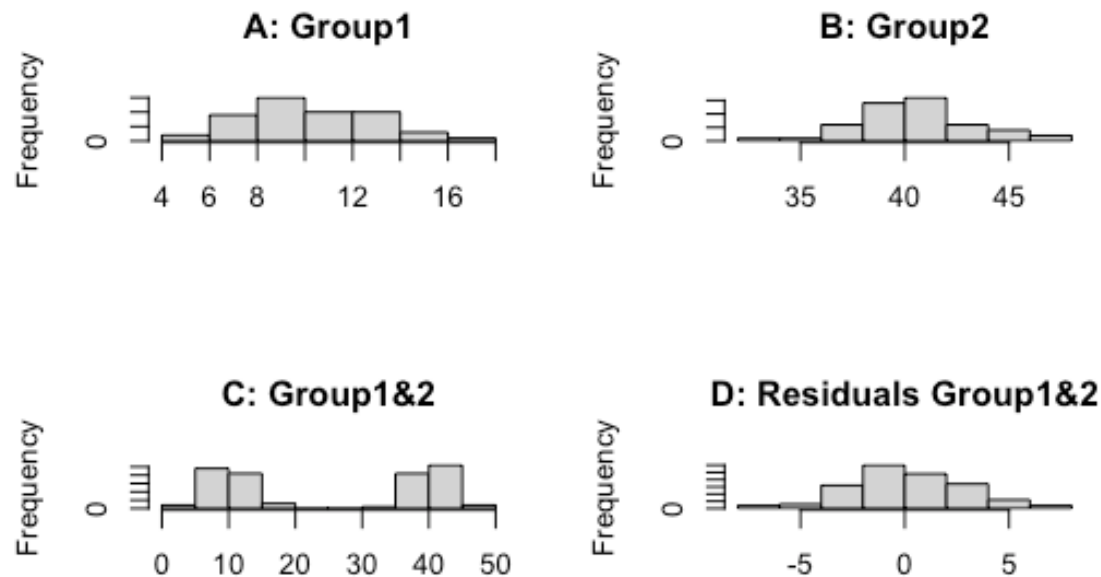 A: Group1
Frequency
0
4 6 8 12 16
B: Group2
Frequency
0
35 40 45
C: Group1&2
Frequency
0
0 10 20 30 40 50
D: Residuals Group1&2
Frequency
0
-5 0 5